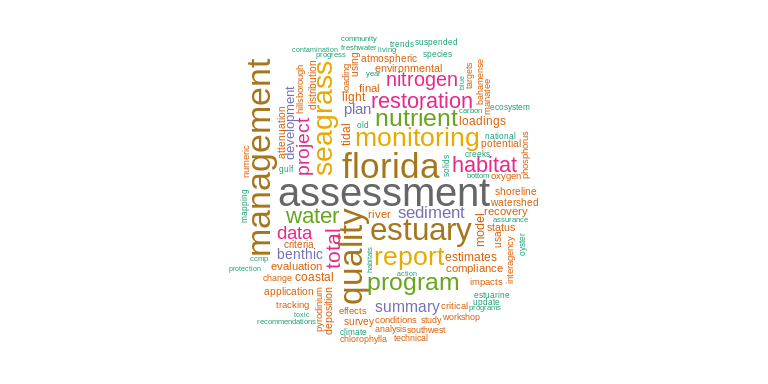 community
trends
suspended
contamination
freshwater
living
progress
using
atmospheric
species
management
seagrass
year
environmental
hillsborough
distribution
loading
nitrogen
blue
targets
bahamense
manatee
light
final
restoration
carbon
ecosystem
attenuation
development
project
plan
nutrient
loadings
old
tidal
monitoring
national
potential
phosphorus
numeric
gulf
florida
solids
creeks
habitat
bottom
oxygen
assessment
shoreline
mapping
water
quality
river
sediment
watershed
recovery
assurance
estuary
model
status
usa
data
total
criteria
interagency
oyster
ccmp
benthic
habitats
report
estimates
protection
evaluation
compliance
change
coastal
action
program
impacts
application
estuarine
tracking
summary
critical
update
programs
toxic
pyrodinium
deposition
effects
workshop
recommendations
survey
conditions
study
climate
analysis
southwest
chlorophylla
technical